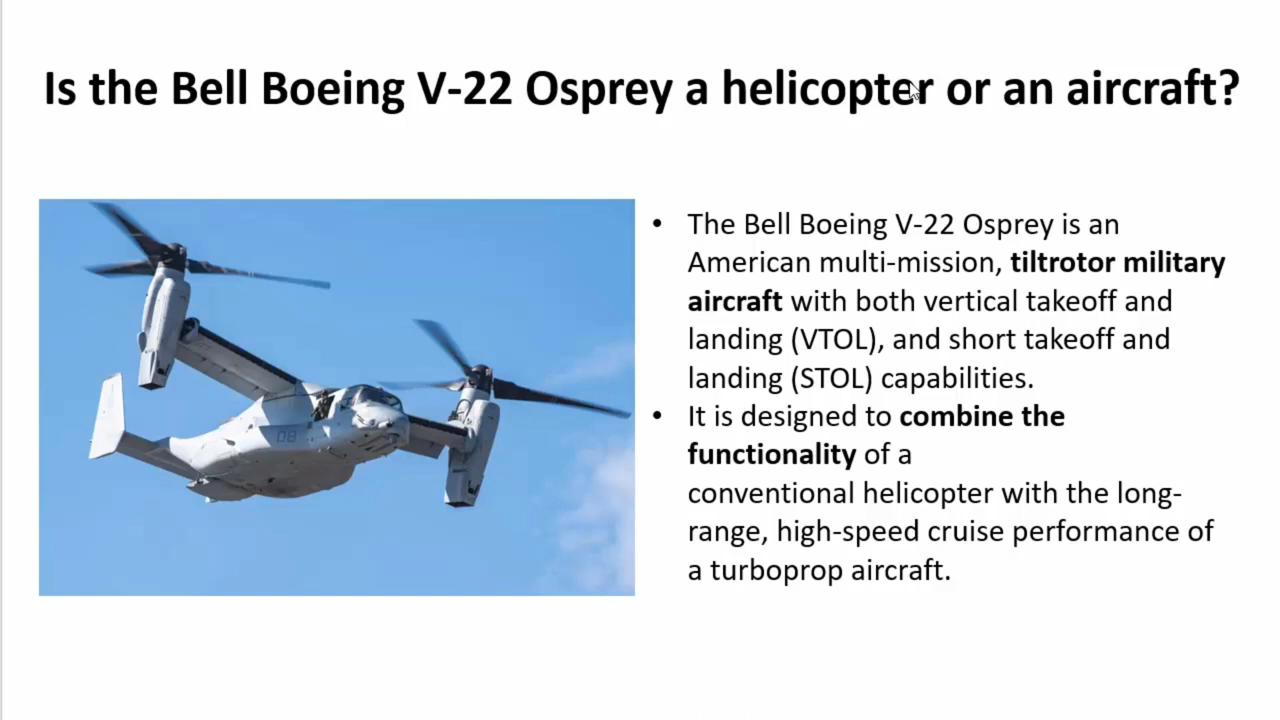 Is the Bell Boeing V-22 Osprey a helicopter or an aircraft?
• The Bell Boeing V-22 Osprey is an
American multi-mission, tiltrotor military
aircraft with both vertical takeoff and
landing (VTOL), and short takeoff and
landing (STOL) capabilities.
• It is designed to combine the
functionality of a
conventional helicopter with the long-
range, high-speed cruise performance of
a turboprop aircraft.
08